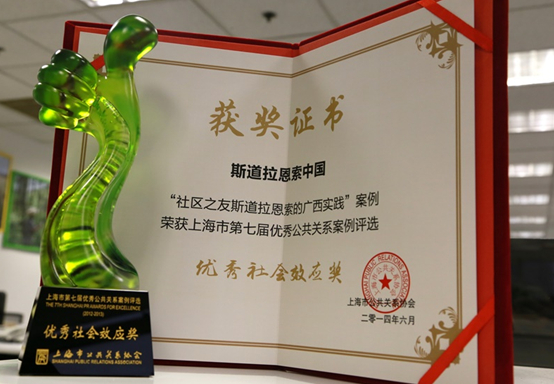 获奖证书
斯道拉恩索中国
“社区之友斯道拉恩索的广西实践”案例
荣获上海市第七届优秀公共关系案例评选
优秀社会效应奖
上海市公共关系协会
二〇一四年六月
上海市第七届优秀公共关系案例评选
THE 7TH SHANGHAI PR AWARDS FOR EXCELLENCE
(2012-2013)
优秀社会效应奖
上海市公共关系协会
SHANGHAI PUBLIC RELATIONS ASSOCIATION